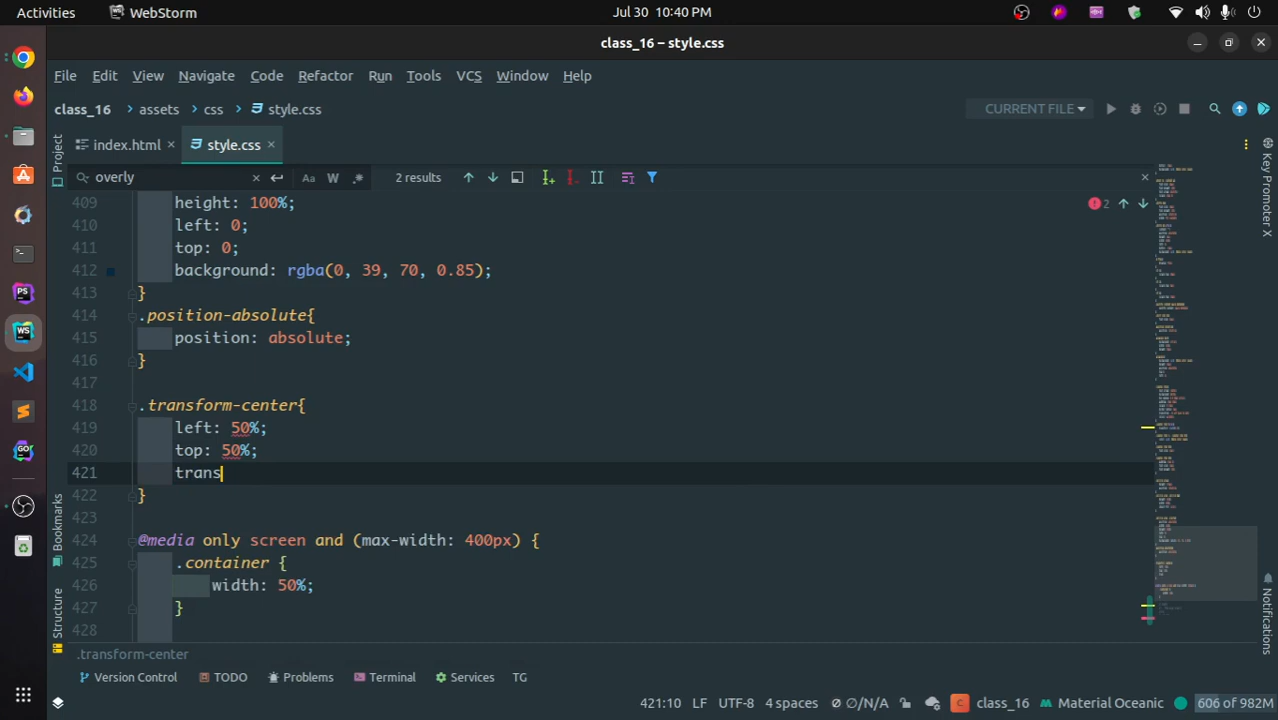 Activities WebStorm Jul 30 10:40 PM
class_16 – style.css
File Edit View Navigate Code Refactor Run Tools VCS Window Help
class_16 assets css style.css CURRENT FILE
Project
index.html style.css
overly Aa W .* 2 results
Key Promoter X
409 height: 100%; 2
410 left: 0;
411 top: 0;
412 background: rgba(0, 39, 70, 0.85);
413 }
414 .position-absolute{
415 position: absolute;
416 }
417
418 .transform-center{
419 left: 50%;
420 top: 50%;
421 trans
422 }
423
424 @media only screen and (max-width: 400px) {
425 .container {
426 width: 50%;
427 }
428
Bookmarks
Structure
Notifications
.transform-center
Version Control TODO Problems Terminal Services TG
421:10 LF UTF-8 4 spaces ∅/N/A C class_16 Material Oceanic 606 of 982M